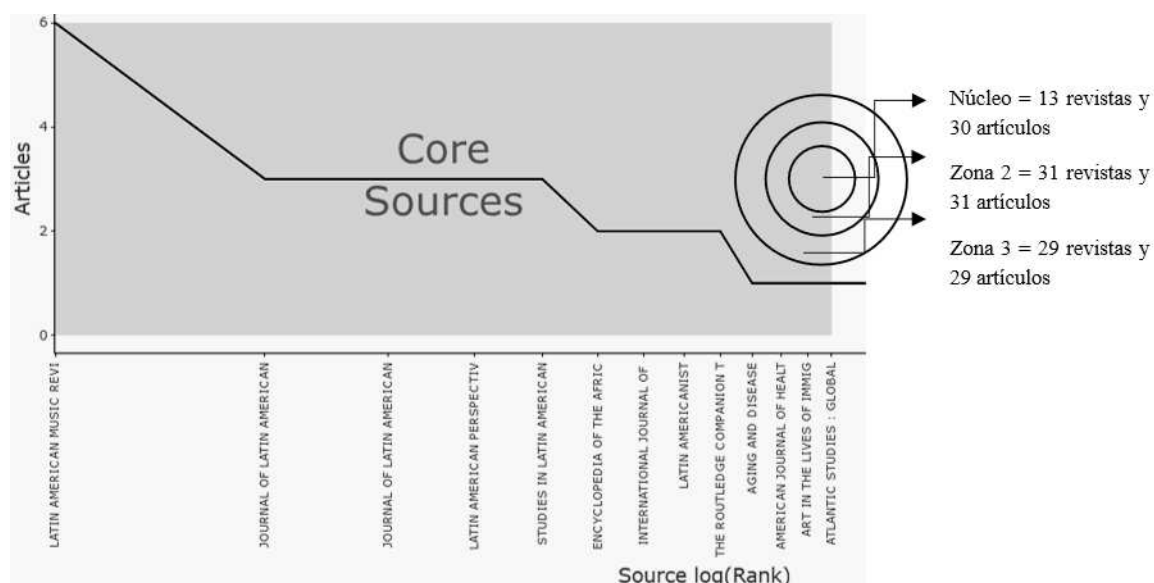 6
4
2
0
Articles
Core
Sources
Núcleo = 13 revistas y
30 artículos
Zona 2 = 31 revistas y
31 artículos
Zona 3 = 29 revistas y
29 artículos
LATIN AMERICAN MUSIC REVI
JOURNAL OF LATIN AMERICAN
JOURNAL OF LATIN AMERICAN
LATIN AMERICAN PERSPECTIV
STUDIES IN LATIN AMERICAN
ENCYCLOPEDIA OF THE AFRIC
INTERNATIONAL JOURNAL OF
LATIN AMERICANIST
THE ROUTLEDGE COMPANION T
AGING AND DISEASE
AMERICAN JOURNAL OF HEALT
ART IN THE LIVES OF IMMIG
ATLANTIC STUDIES : GLOBAL
Source log(Rank)